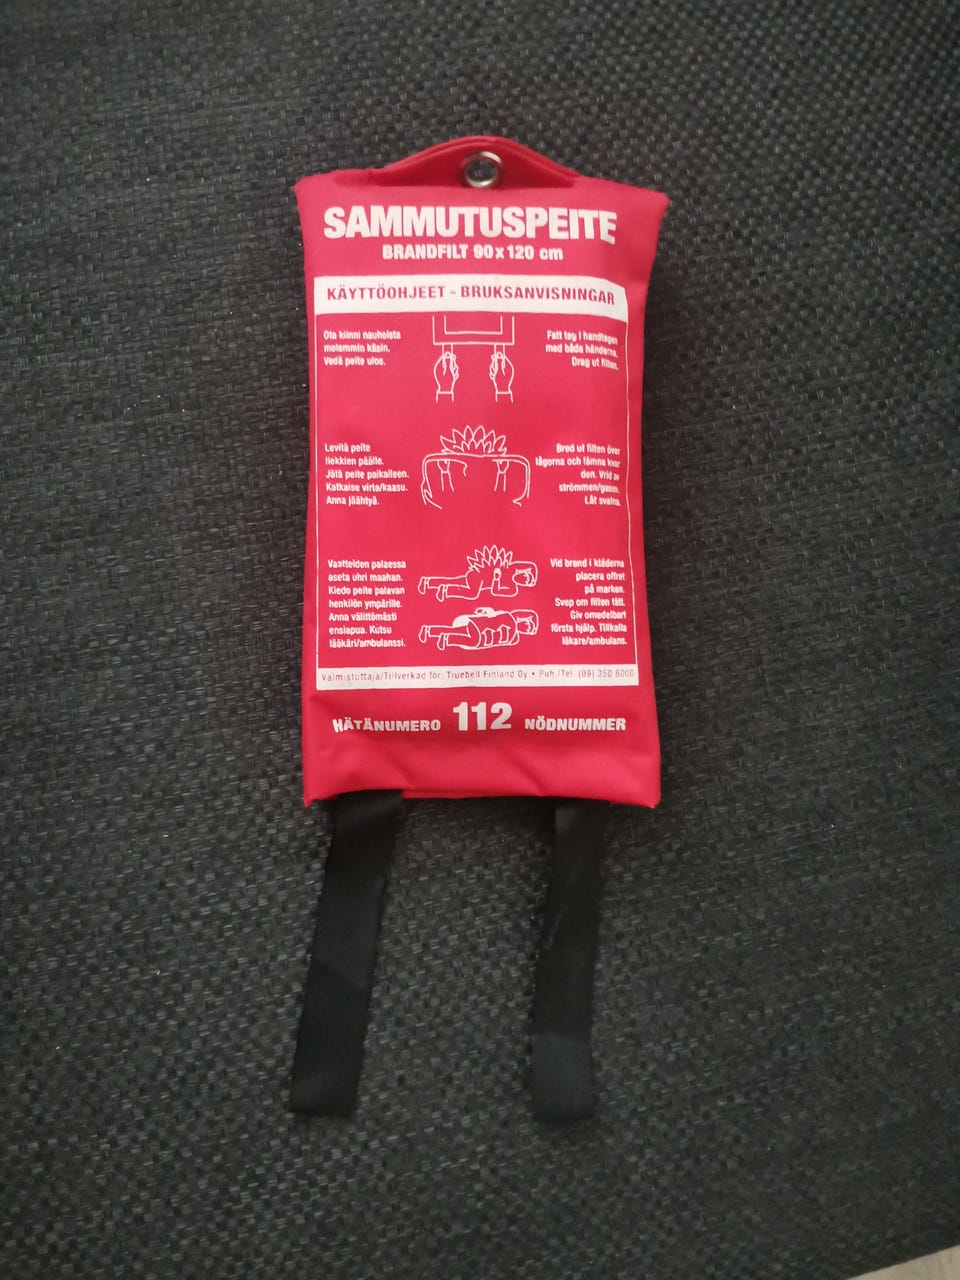 SAMMUTUSPEITE
BRANDFILT 90 x 120 cm
KÄYTTÖOHJEET - BRUKSANVISNINGAR
Ota kiinni nauhoista
molemmin käsin.
Vedä peite ulos.
Fatt tag i handtagen
med båda händerna.
Drag ut filten.
Levitä peite
liekkien päälle.
Jätä peite paikalleen.
Katkaise virta/kaasu.
Anna jäähtyä.
Bred ut filten över
lågorna och lämna kvar
den. Vrid av
strömmen/gasen.
Låt svalna.
Vaatteiden palaessa
aseta uhri maahan.
Kiedo peite palavan
henkilön ympärille.
Anna välittömästi
ensiapua. Kutsu
lääkäri/ambulanssi.
Vid brand i kläderna
placera offret
på marken.
Svep om filten tätt.
Giv omedelbart
första hjälp. Tillkalla
läkare/ambulans.
Valmistuttaja/Tillverkad för: Truebell Finland Oy • Puh./Tel. (09) 350 8000
HÄTÄNUMERO 112 NÖDNUMMER